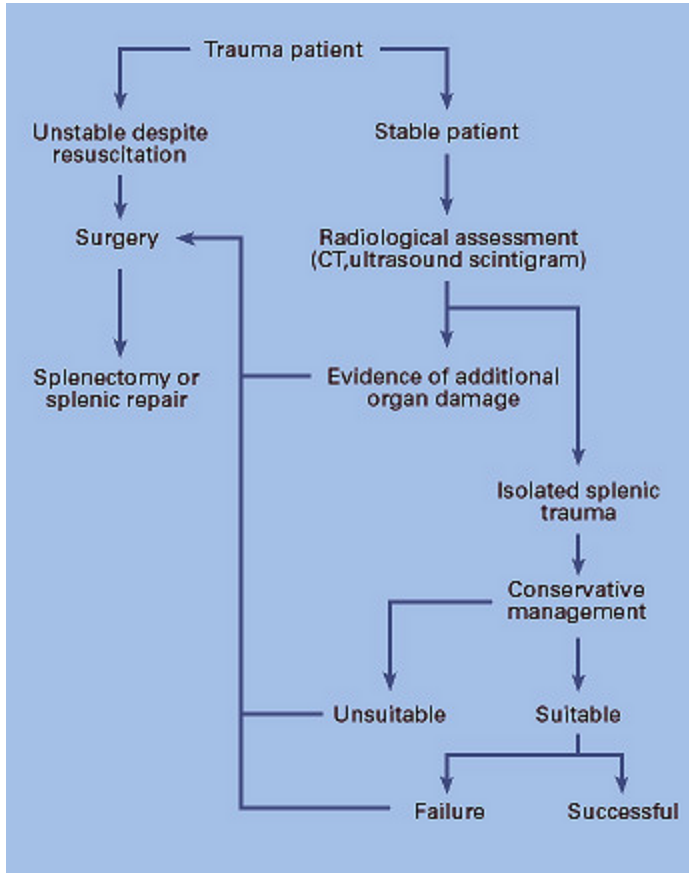 Trauma patient
Unstable despite
resuscitation
Stable patient
Surgery
Radiological assessment
(CT,ultrasound scintigram)
Splenectomy or
splenic repair
Evidence of additional
organ damage
Isolated splenic
trauma
Conservative
management
Unsuitable
Suitable
Failure
Successful